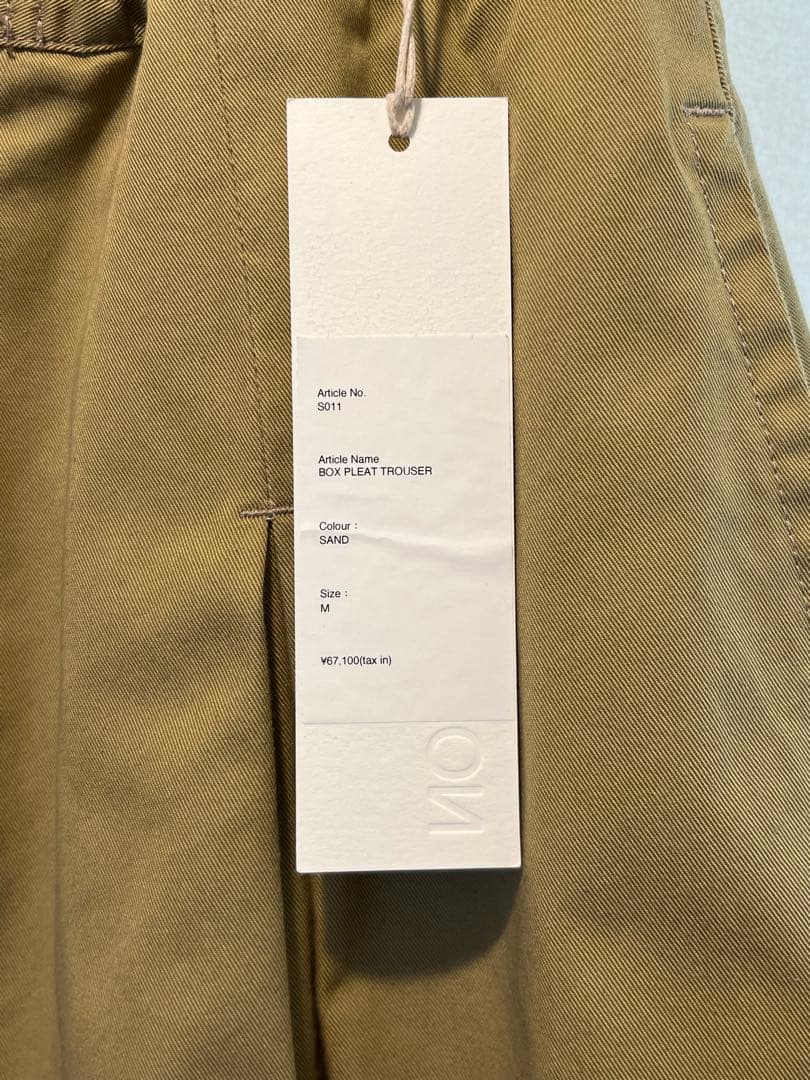 Article No.
S011
Article Name
BOX PLEAT TROUSER
Colour :
SAND
Size :
M
¥67,100(tax in)